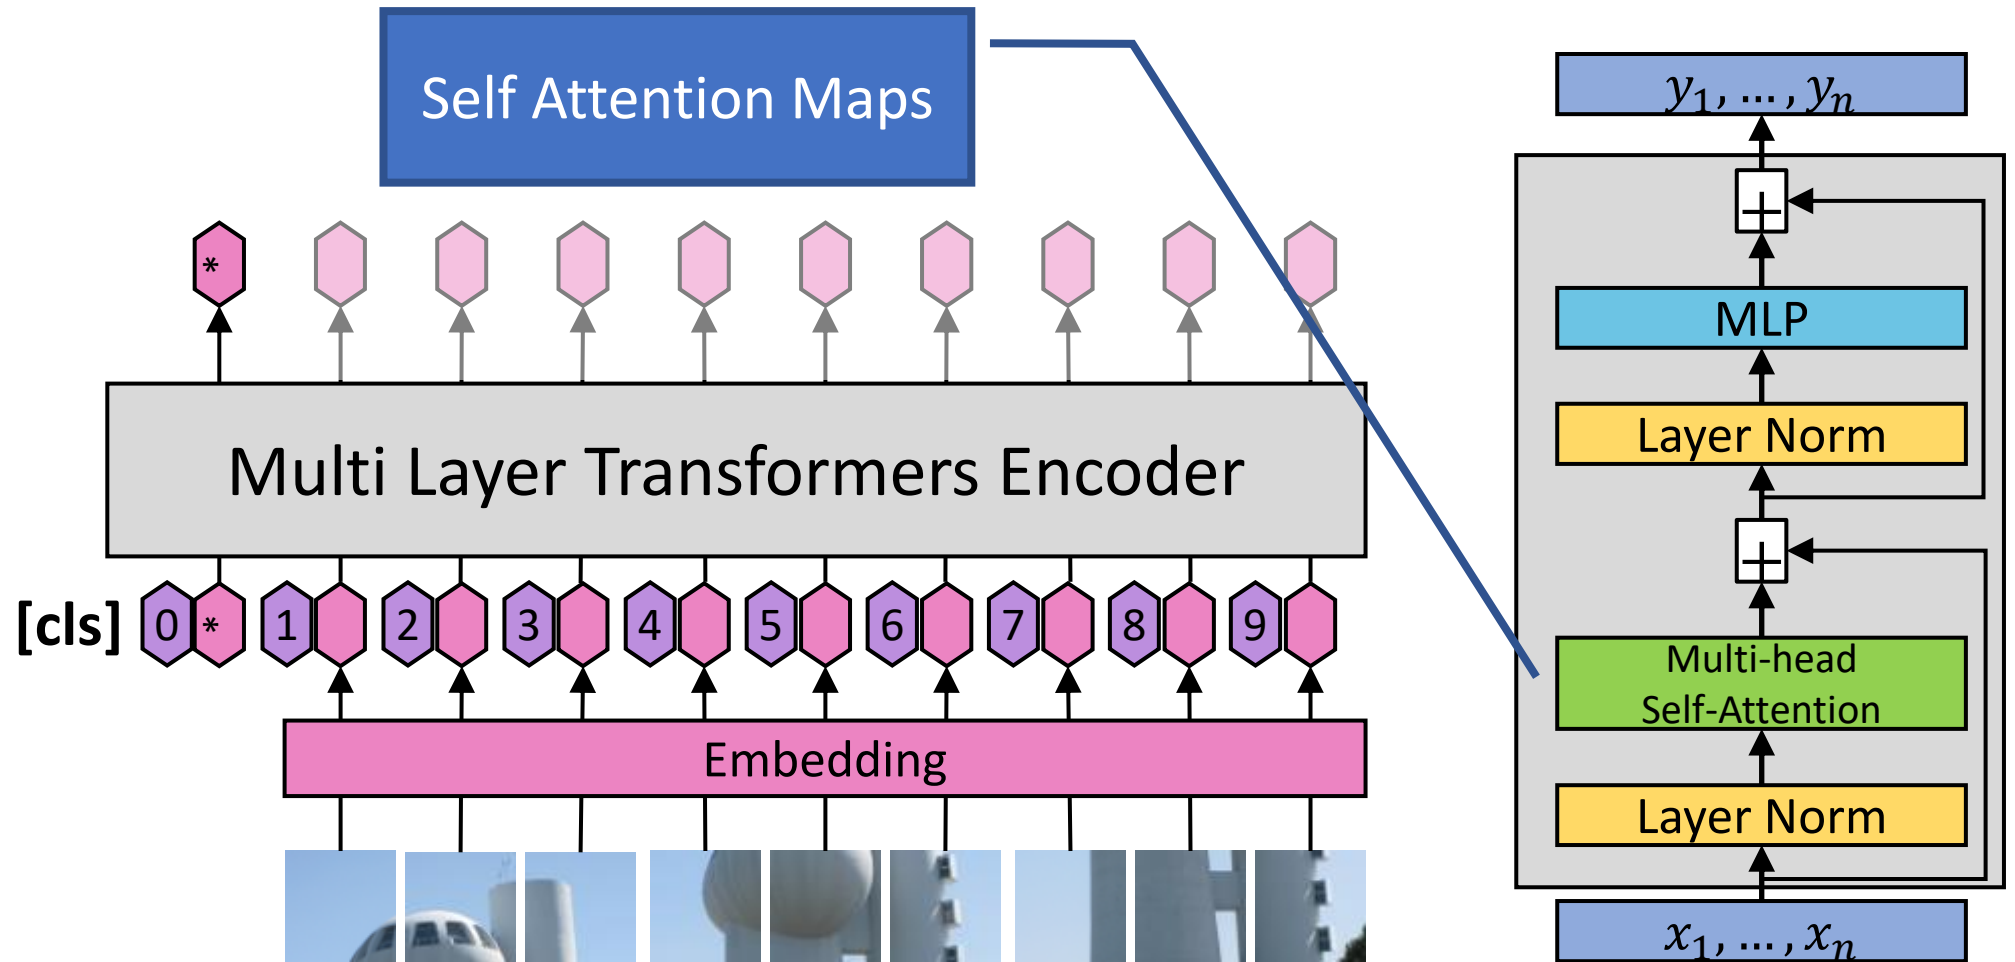 Self Attention Maps
*
Multi Layer Transformers Encoder
[cls] 0 * 1 2 3 4 5 6 7 8 9
Embedding
y₁, … , yₙ
+
MLP
Layer Norm
+
Multi-head
Self-Attention
Layer Norm
x₁, … , xₙ